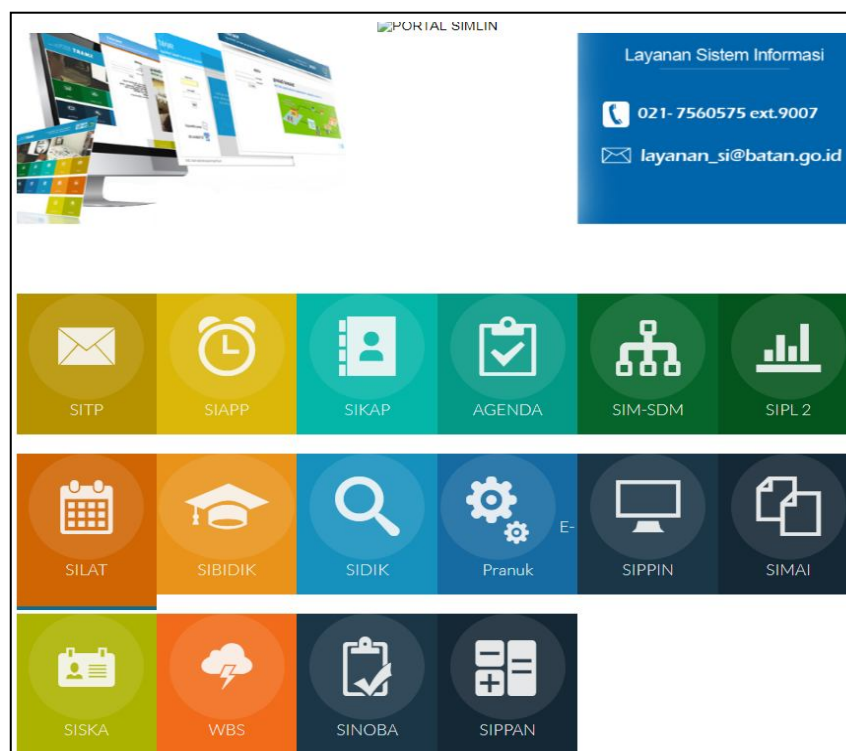 PORTAL SIMLIN
Layanan Sistem Informasi
021- 7560575 ext.9007
layanan_si@batan.go.id
SITP
SIAPP
SIKAP
AGENDA
SIM-SDM
SIPL 2
SILAT
SIBIDIK
SIDIK
E-
Pranuk
SIPPIN
SIMAI
SISKA
WBS
SINOBA
SIPPAN